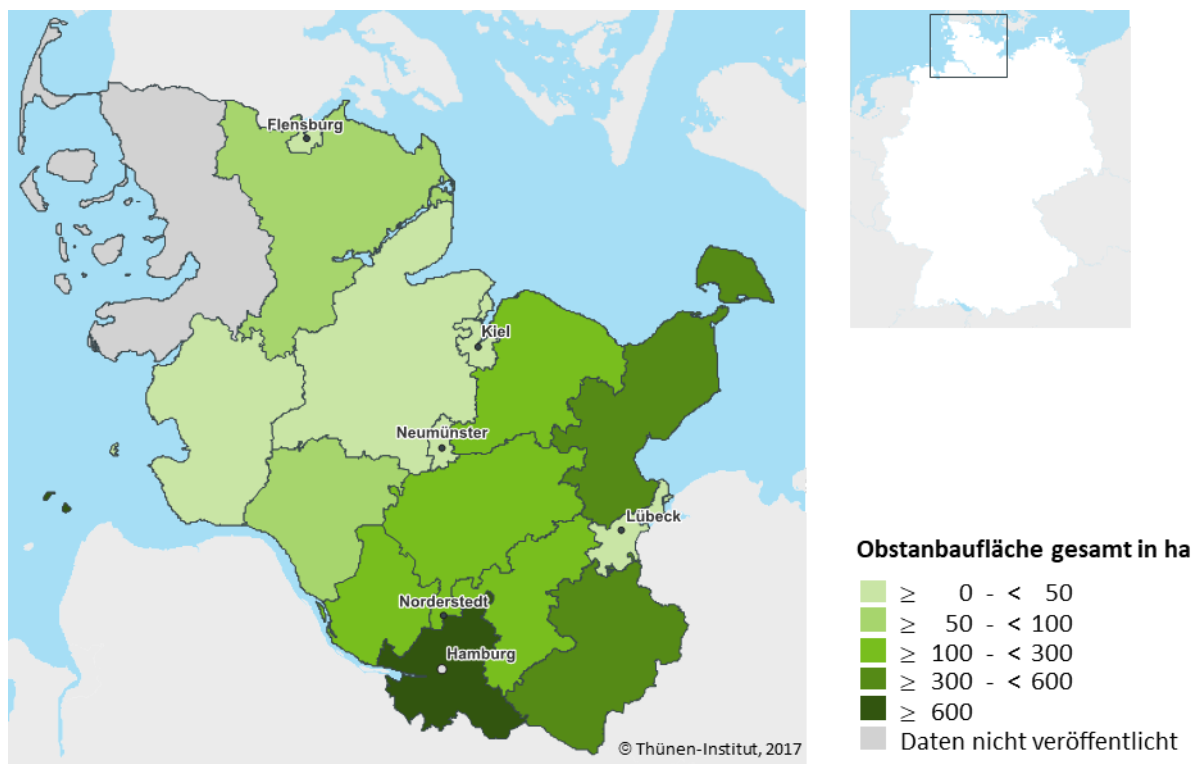 Flensburg
Kiel
Neumünster
Lübeck
Norderstedt
Hamburg
© Thünen-Institut, 2017
Obstanbaufläche gesamt in ha
≥ 0 - < 50
≥ 50 - < 100
≥ 100 - < 300
≥ 300 - < 600
≥ 600
Daten nicht veröffentlicht